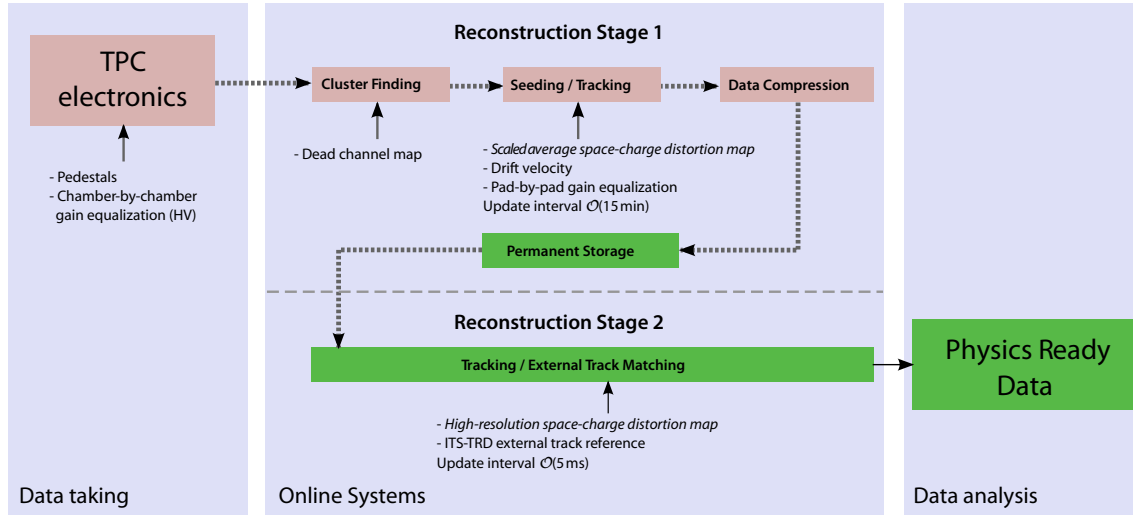 TPC
electronics
- Pedestals
- Chamber-by-chamber
gain equalization (HV)
Data taking
Reconstruction Stage 1
Cluster Finding
Seeding / Tracking
Data Compression
- Dead channel map
- Scaled average space-charge distortion map
- Drift velocity
- Pad-by-pad gain equalization
Update interval 𝒪(15 min)
Permanent Storage
Reconstruction Stage 2
Tracking / External Track Matching
- High-resolution space-charge distortion map
- ITS-TRD external track reference
Update interval 𝒪(5 ms)
Online Systems
Physics Ready
Data
Data analysis